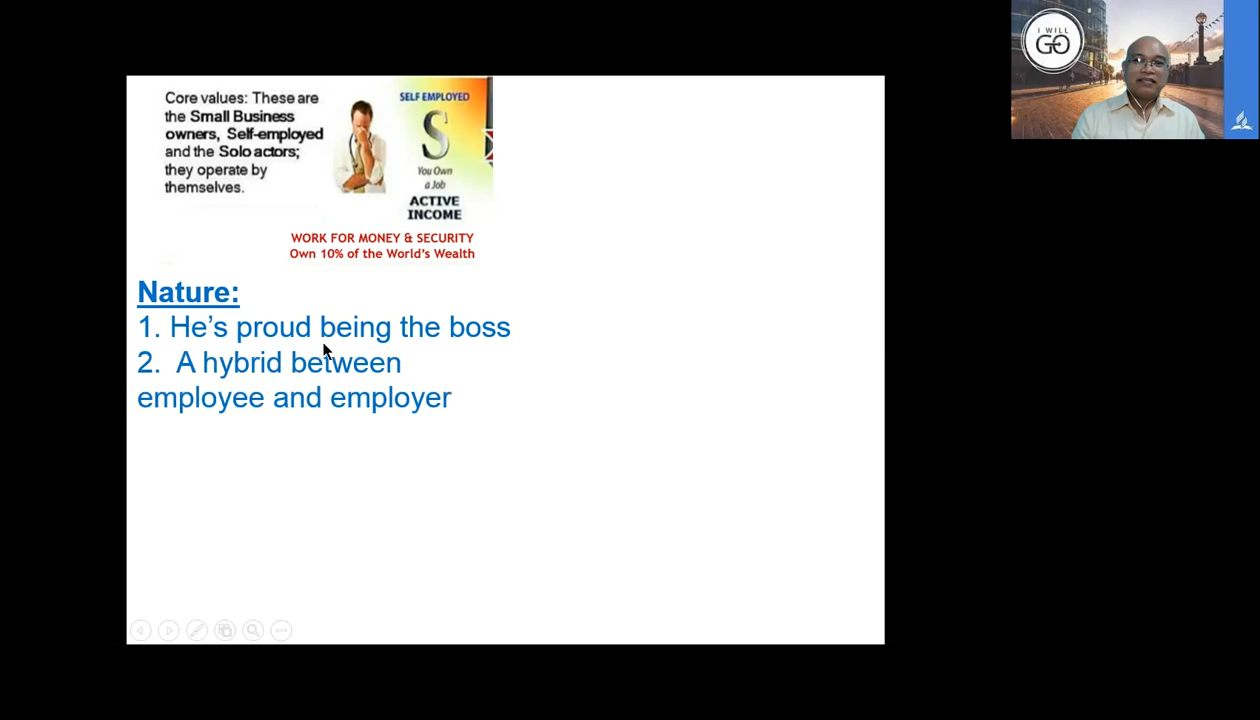 Core values: These are
the Small Business
owners, Self-employed
and the Solo actors;
they operate by
themselves.
SELF EMPLOYED
S
You Own
a Job
ACTIVE
INCOME
WORK FOR MONEY & SECURITY
Own 10% of the World's Wealth
Nature:
1. He’s proud being the boss
2.  A hybrid between
employee and employer
I WILL
GO